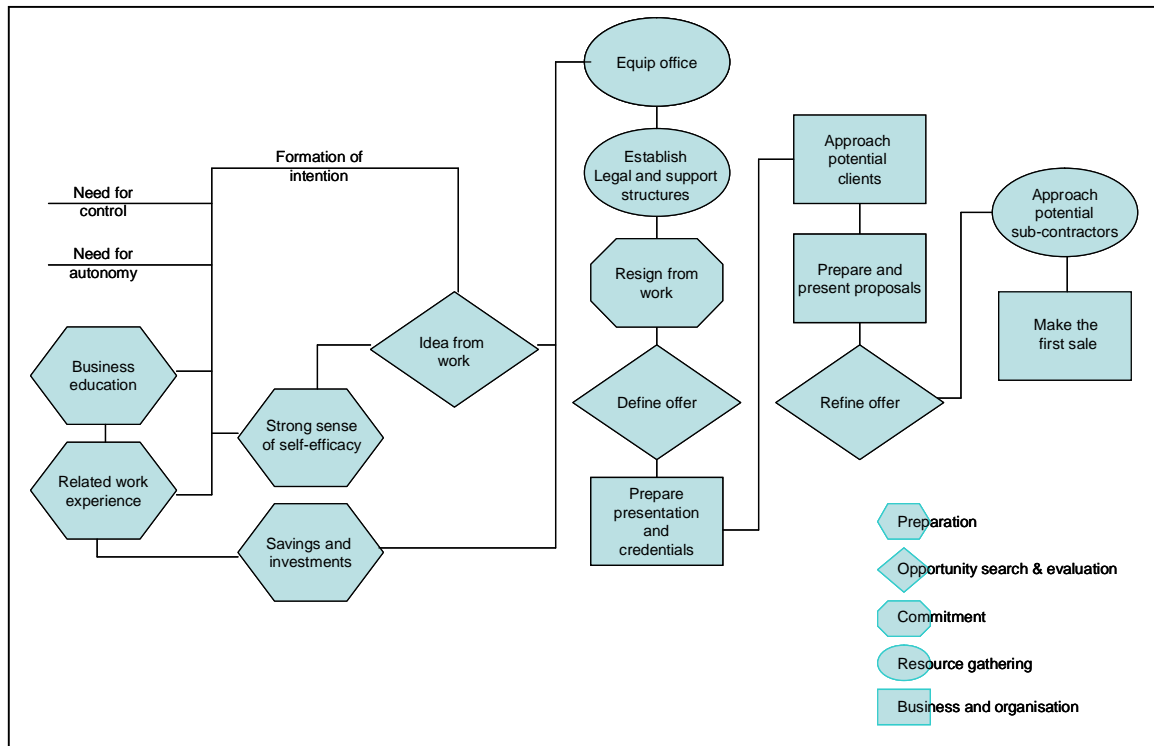 Need for
control
Need for
autonomy
Formation of
intention
Business
education
Related work
experience
Strong sense
of self-efficacy
Savings and
investments
Idea from
work
Equip office
Establish
Legal and support
structures
Resign from
work
Define offer
Prepare
presentation
and
credentials
Approach
potential
clients
Prepare and
present proposals
Refine offer
Approach
potential
sub-contractors
Make the
first sale
Preparation
Opportunity search & evaluation
Commitment
Resource gathering
Business and organisation